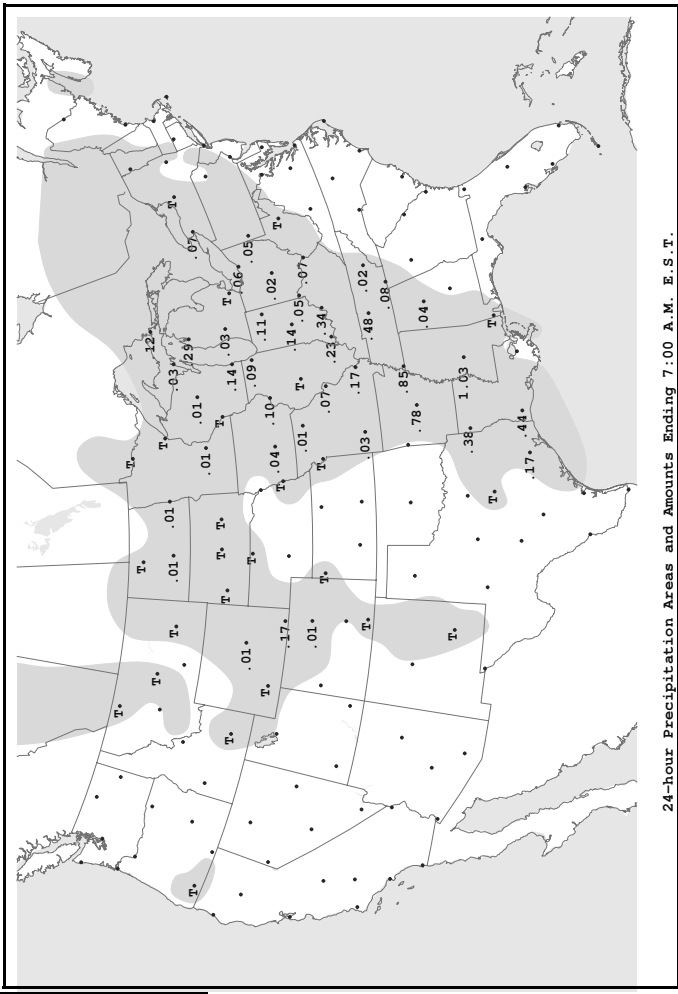 T
T
T
.12
T
T
.01
T
.03
.01
T
.29
.07
T
.01
.01
T
T
T
.03
T
T
T
.14
.06
.01
.05
T
.09
.11
T
.10
.02
.04
T
T
.17
.14
.05
T
.07
.01
.01
T
.34
T
.07
.23
.17
.02
.03
T
.48
.08
.85
.78
.04
T
1.03
.38
T
T
.44
.17
24-hour Precipitation Areas and Amounts Ending 7:00 A.M. E.S.T.